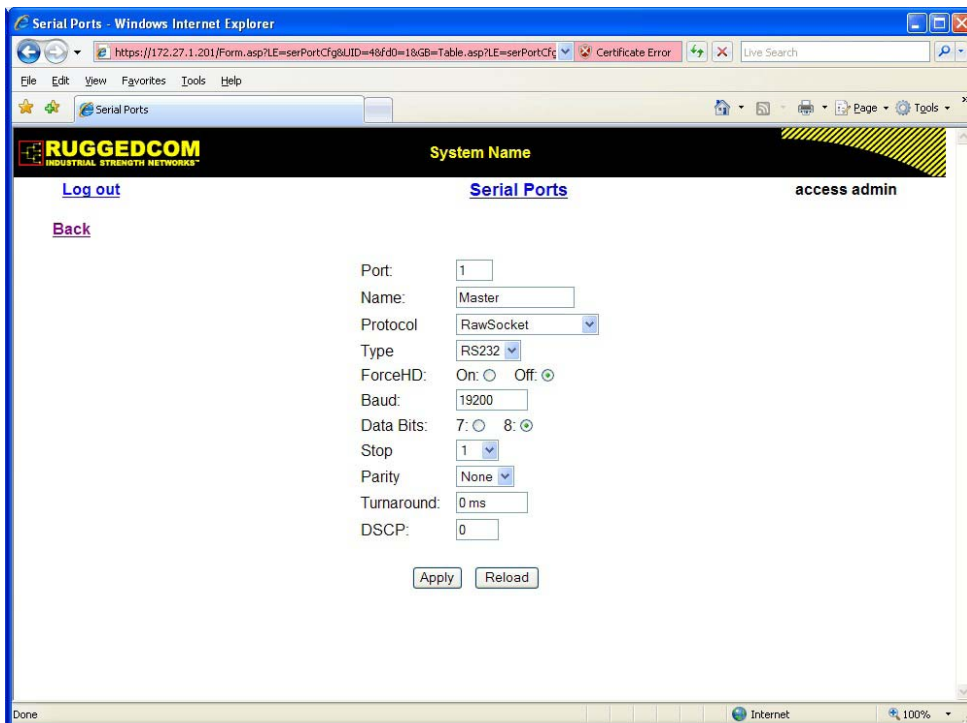 Serial Ports - Windows Internet Explorer
https://172.27.1.201/Form.asp?LE=serPortCfg&UID=4&fd0=1&GB=Table.asp?LE=serPortCfg
Certificate Error
Live Search
File Edit View Favorites Tools Help
Serial Ports
Page Tools
RUGGEDCOM
INDUSTRIAL STRENGTH NETWORKS™
System Name
Log out
Serial Ports
access admin
Back
Port: 1
Name: Master
Protocol RawSocket
Type RS232
ForceHD: On: Off:
Baud: 19200
Data Bits: 7: 8:
Stop 1
Parity None
Turnaround: 0 ms
DSCP: 0
Apply Reload
Done
Internet
100%